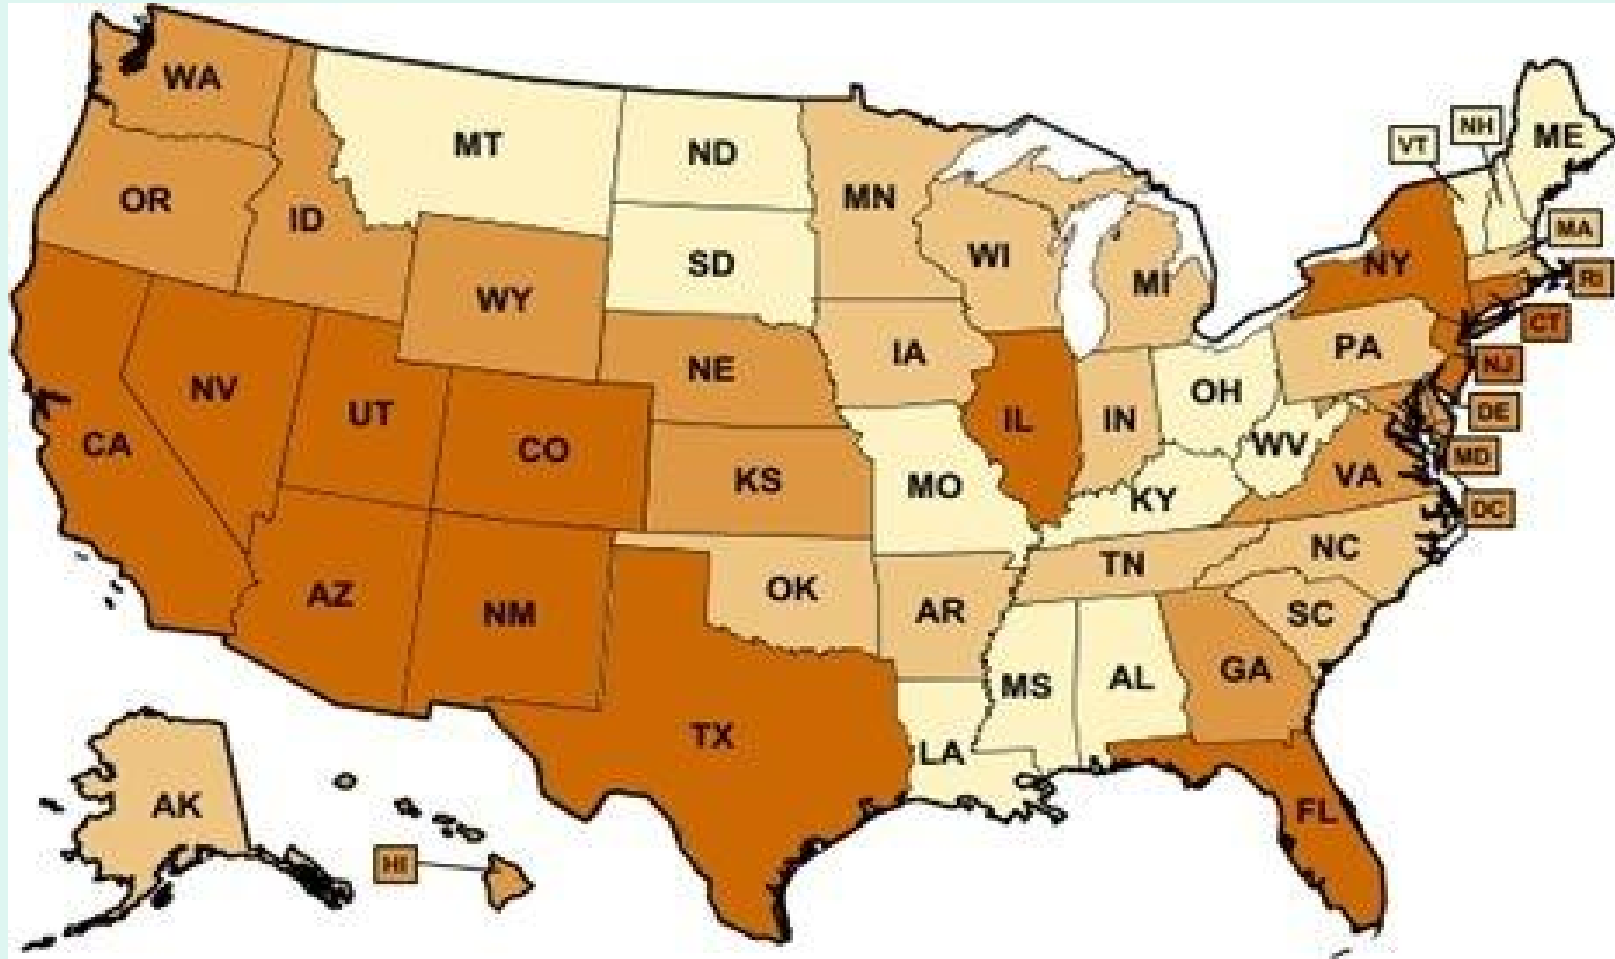 WA
MT
ND
MN
OR
ID
SD
WI
MI
WY
NE
IA
NV
UT
CO
CA
KS
MO
IL
IN
OH
WV
KY
VA
PA
NY
VT
NH
ME
MA
RI
CT
NJ
DE
MD
DC
AZ
NM
OK
AR
TN
NC
SC
MS
AL
GA
TX
LA
FL
AK
HI